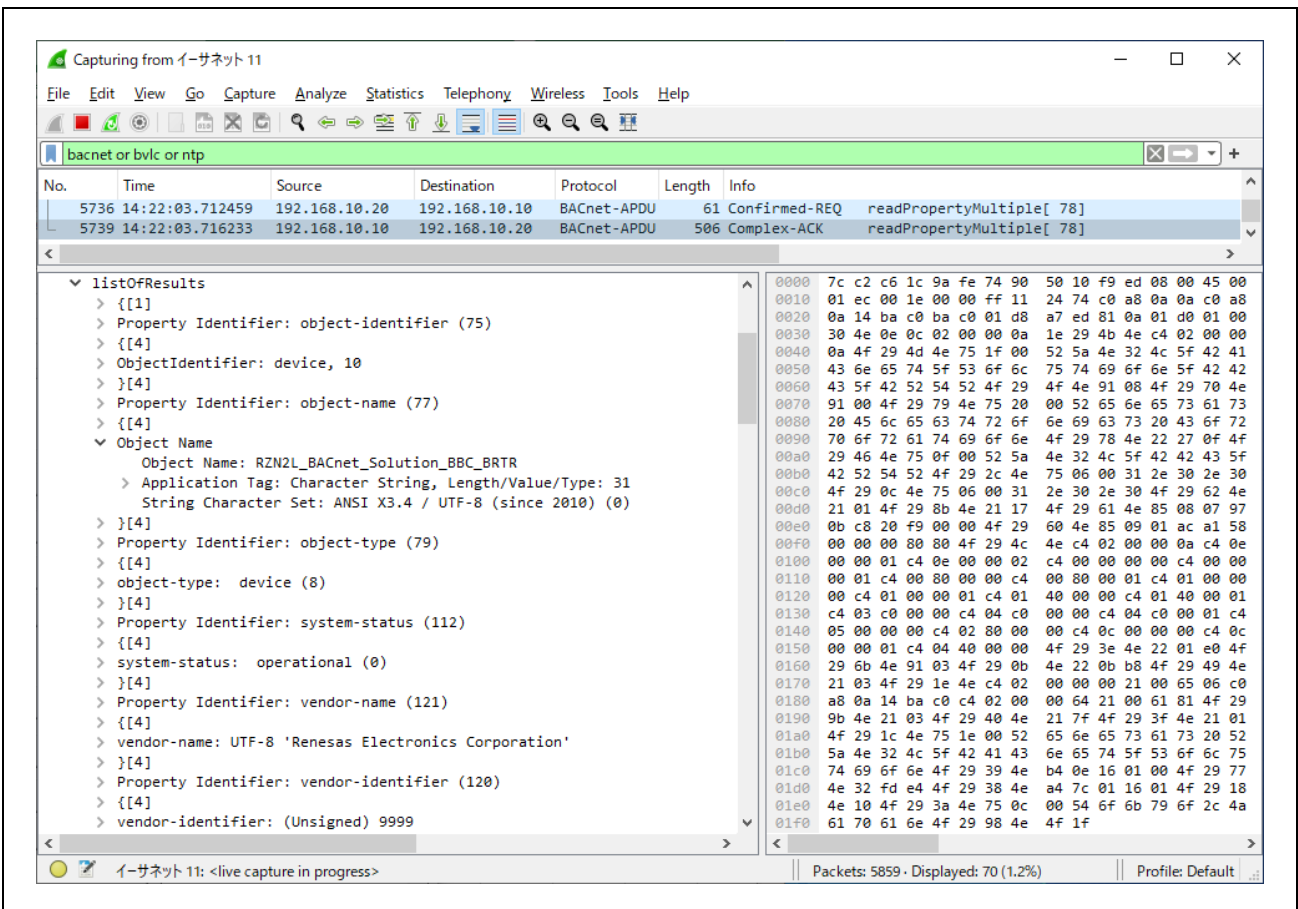 Capturing from イーサネット 11
File Edit View Go Capture Analyze Statistics Telephony Wireless Tools Help
bacnet or bvlc or ntp
No. Time Source Destination Protocol Length Info
5736 14:22:03.712459 192.168.10.20 192.168.10.10 BACnet-APDU 61 Confirmed-REQ readPropertyMultiple[ 78]
5739 14:22:03.716233 192.168.10.10 192.168.10.20 BACnet-APDU 506 Complex-ACK readPropertyMultiple[ 78]
listOfResults
{[1]
Property Identifier: object-identifier (75)
{[4]
ObjectIdentifier: device, 10
}[4]
Property Identifier: object-name (77)
{[4]
Object Name
Object Name: RZN2L_BACnet_Solution_BBC_BRTR
Application Tag: Character String, Length/Value/Type: 31
String Character Set: ANSI X3.4 / UTF-8 (since 2010) (0)
}[4]
Property Identifier: object-type (79)
{[4]
object-type: device (8)
}[4]
Property Identifier: system-status (112)
{[4]
system-status: operational (0)
}[4]
Property Identifier: vendor-name (121)
{[4]
vendor-name: UTF-8 'Renesas Electronics Corporation'
}[4]
Property Identifier: vendor-identifier (120)
{[4]
vendor-identifier: (Unsigned) 9999
0000 7c c2 c6 1c 9a fe 74 90 50 10 f9 ed 08 00 45 00
0010 01 ec 00 1e 00 00 ff 11 24 74 c0 a8 0a 0a c0 a8
0020 0a 14 ba c0 ba c0 01 d8 a7 ed 81 0a 01 d0 01 00
0030 30 4e 0e 0c 02 00 00 0a 1e 29 4b 4e c4 02 00 00
0040 0a 4f 29 4d 4e 75 1f 00 52 5a 4e 32 4c 5f 42 41
0050 43 6e 65 74 5f 53 6f 6c 75 74 69 6f 6e 5f 42 42
0060 43 5f 42 52 54 52 4f 29 4f 4e 91 08 4f 29 70 4e
0070 91 00 4f 29 79 4e 75 20 00 52 65 6e 65 73 61 73
0080 20 45 6c 65 63 74 72 6f 6e 69 63 73 20 43 6f 72
0090 70 6f 72 61 74 69 6f 6e 4f 29 78 4e 22 27 0f 4f
00a0 29 46 4e 75 0f 00 52 5a 4e 32 4c 5f 42 42 43 5f
00b0 42 52 54 52 4f 29 2c 4e 75 06 00 31 2e 30 2e 30
00c0 4f 29 0c 4e 75 06 00 31 2e 30 2e 30 4f 29 62 4e
00d0 21 01 4f 29 8b 4e 21 17 4f 29 61 4e 85 08 07 97
00e0 0b c8 20 f9 00 00 4f 29 60 4e 85 09 01 ac a1 58
00f0 00 00 00 80 80 4f 29 4c 4e c4 02 00 00 0a c4 0e
0100 00 00 01 c4 0e 00 00 02 c4 00 00 00 00 c4 00 00
0110 00 01 c4 00 80 00 00 c4 00 80 00 01 c4 01 00 00
0120 00 c4 01 00 00 01 c4 01 40 00 00 c4 01 40 00 01
0130 c4 03 c0 00 00 c4 04 c0 00 00 c4 04 c0 00 01 c4
0140 05 00 00 00 c4 02 80 00 00 c4 0c 00 00 00 c4 0c
0150 00 00 01 c4 04 40 00 00 4f 29 3e 4e 22 01 e0 4f
0160 29 6b 4e 91 03 4f 29 0b 4e 22 0b b8 4f 29 49 4e
0170 21 03 4f 29 1e 4e c4 02 00 00 00 21 00 65 06 c0
0180 a8 0a 14 ba c0 c4 02 00 00 64 21 00 61 81 4f 29
0190 9b 4e 21 03 4f 29 40 4e 21 7f 4f 29 3f 4e 21 01
01a0 4f 29 1c 4e 75 1e 00 52 65 6e 65 73 61 73 20 52
01b0 5a 4e 32 4c 5f 42 41 43 6e 65 74 5f 53 6f 6c 75
01c0 74 69 6f 6e 4f 29 39 4e b4 0e 16 01 00 4f 29 77
01d0 4e 32 fd e4 4f 29 38 4e a4 7c 01 16 01 4f 29 18
01e0 4e 10 4f 29 3a 4e 75 0c 00 54 6f 6b 79 6f 2c 4a
01f0 61 70 61 6e 4f 29 98 4e 4f 1f
イーサネット 11: <live capture in progress>
Packets: 5859 · Displayed: 70 (1.2%)
Profile: Default